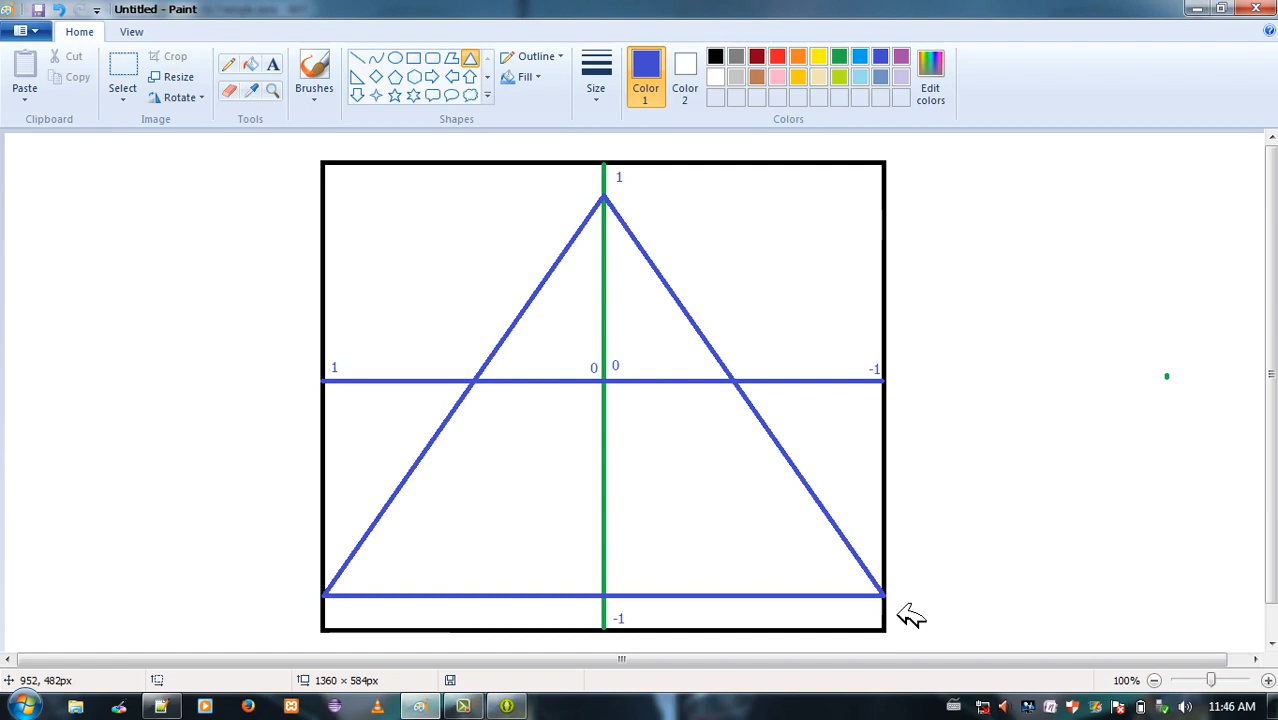 Untitled - Paint
Home View
Cut
Copy
Paste
Clipboard
Select
Crop
Resize
Rotate
Image
A
Tools
Brushes
Outline
Fill
Shapes
Size
Color 1
Color 2
Edit colors
Colors
1
1 0 0 -1
-1
952, 482px
1360 × 584px
100%
11:46 AM